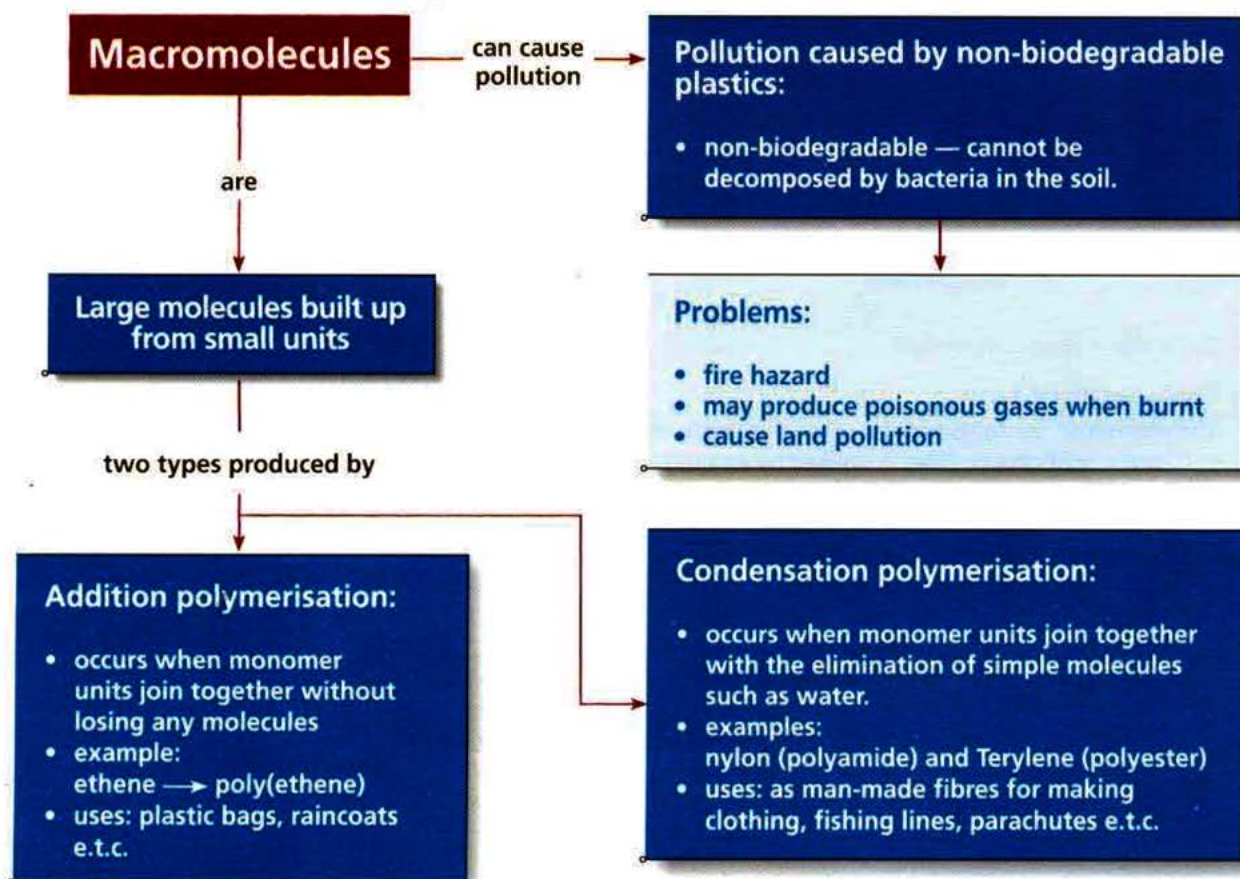 Macromolecules
can cause
pollution
Pollution caused by non-biodegradable
plastics:
• non-biodegradable — cannot be
decomposed by bacteria in the soil.
are
Large molecules built up
from small units
Problems:
• fire hazard
• may produce poisonous gases when burnt
• cause land pollution
two types produced by
Addition polymerisation:
• occurs when monomer
units join together without
losing any molecules
• example:
ethene → poly(ethene)
• uses: plastic bags, raincoats
e.t.c.
Condensation polymerisation:
• occurs when monomer units join together
with the elimination of simple molecules
such as water.
• examples:
nylon (polyamide) and Terylene (polyester)
• uses: as man-made fibres for making
clothing, fishing lines, parachutes e.t.c.